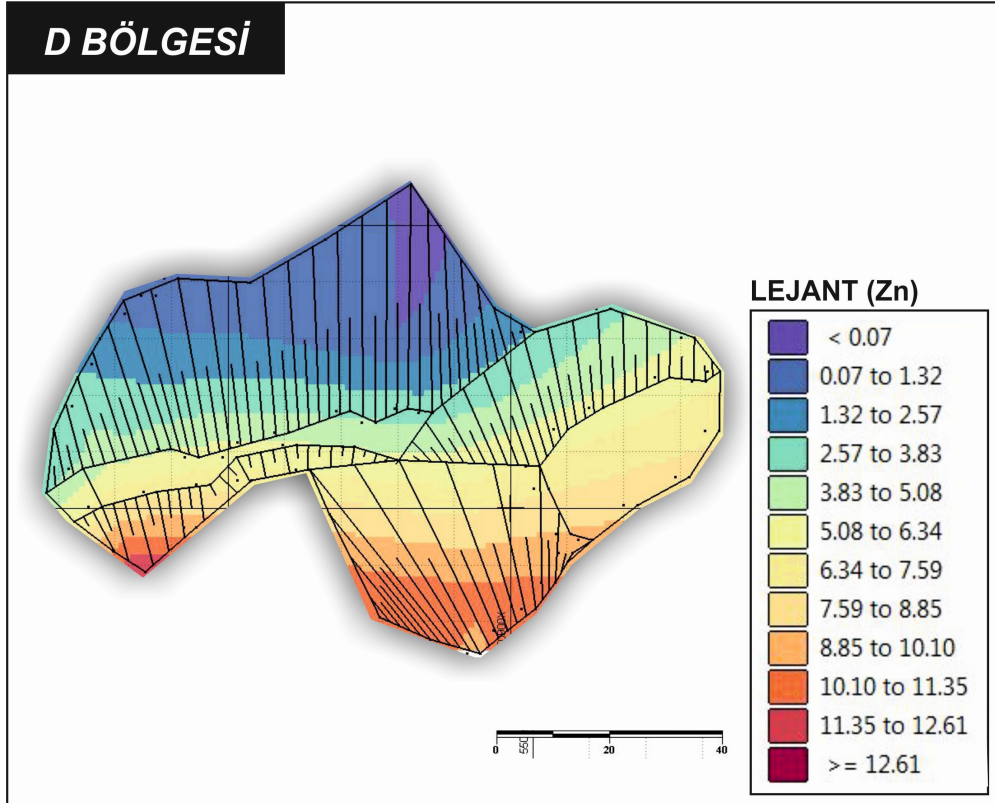 D BÖLGESİ
LEJANT (Zn)
< 0.07
0.07 to 1.32
1.32 to 2.57
2.57 to 3.83
3.83 to 5.08
5.08 to 6.34
6.34 to 7.59
7.59 to 8.85
8.85 to 10.10
10.10 to 11.35
11.35 to 12.61
>= 12.61
0
20
40